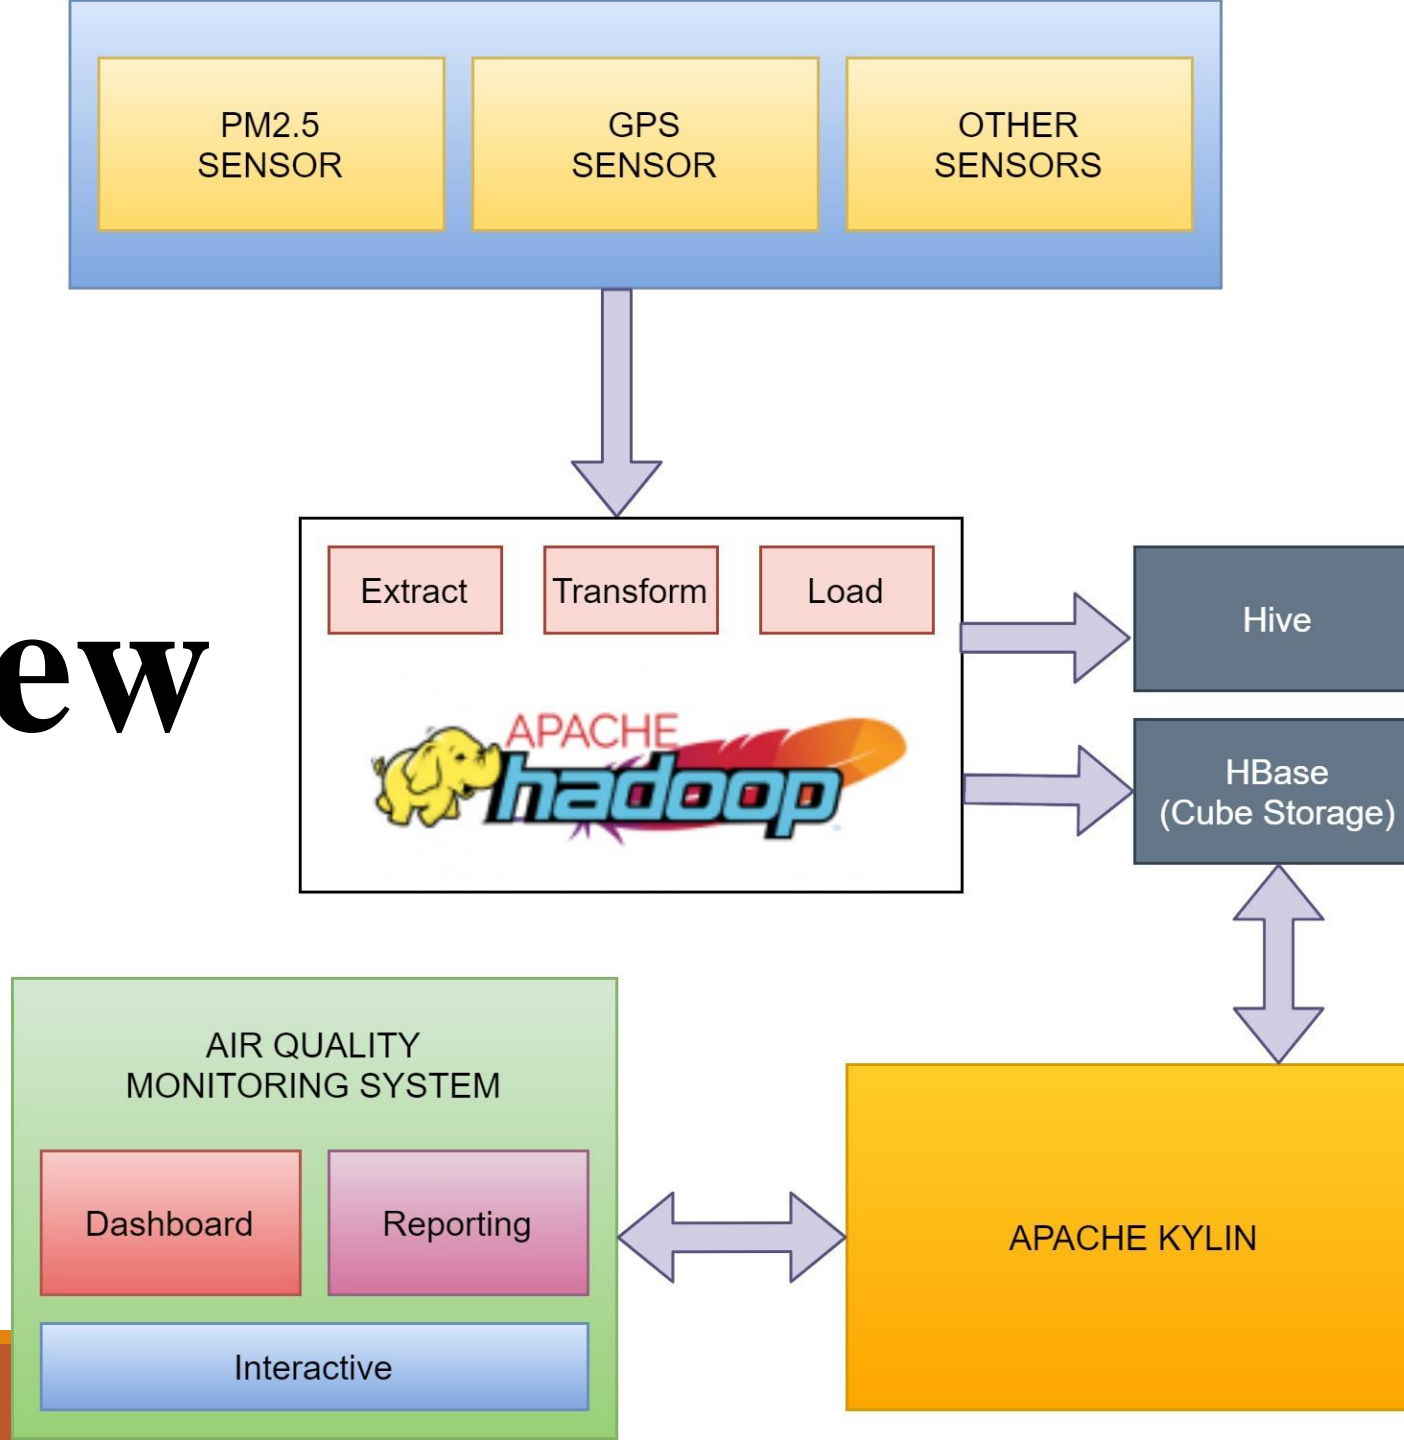 PM2.5
SENSOR
GPS
SENSOR
OTHER
SENSORS
Extract
Transform
Load
Hive
ew
APACHE
hadoop
HBase
(Cube Storage)
AIR QUALITY
MONITORING SYSTEM
Dashboard
Reporting
APACHE KYLIN
Interactive